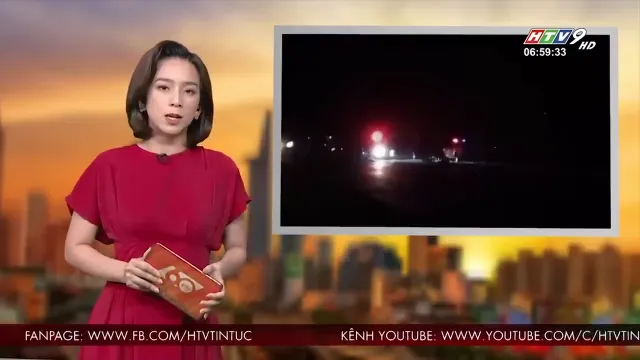 HTV9 HD
06:59:33
FANPAGE: WWW.FB.COM/HTVTINTUC
KÊNH YOUTUBE: WWW.YOUTUBE.COM/C/HTVTIN